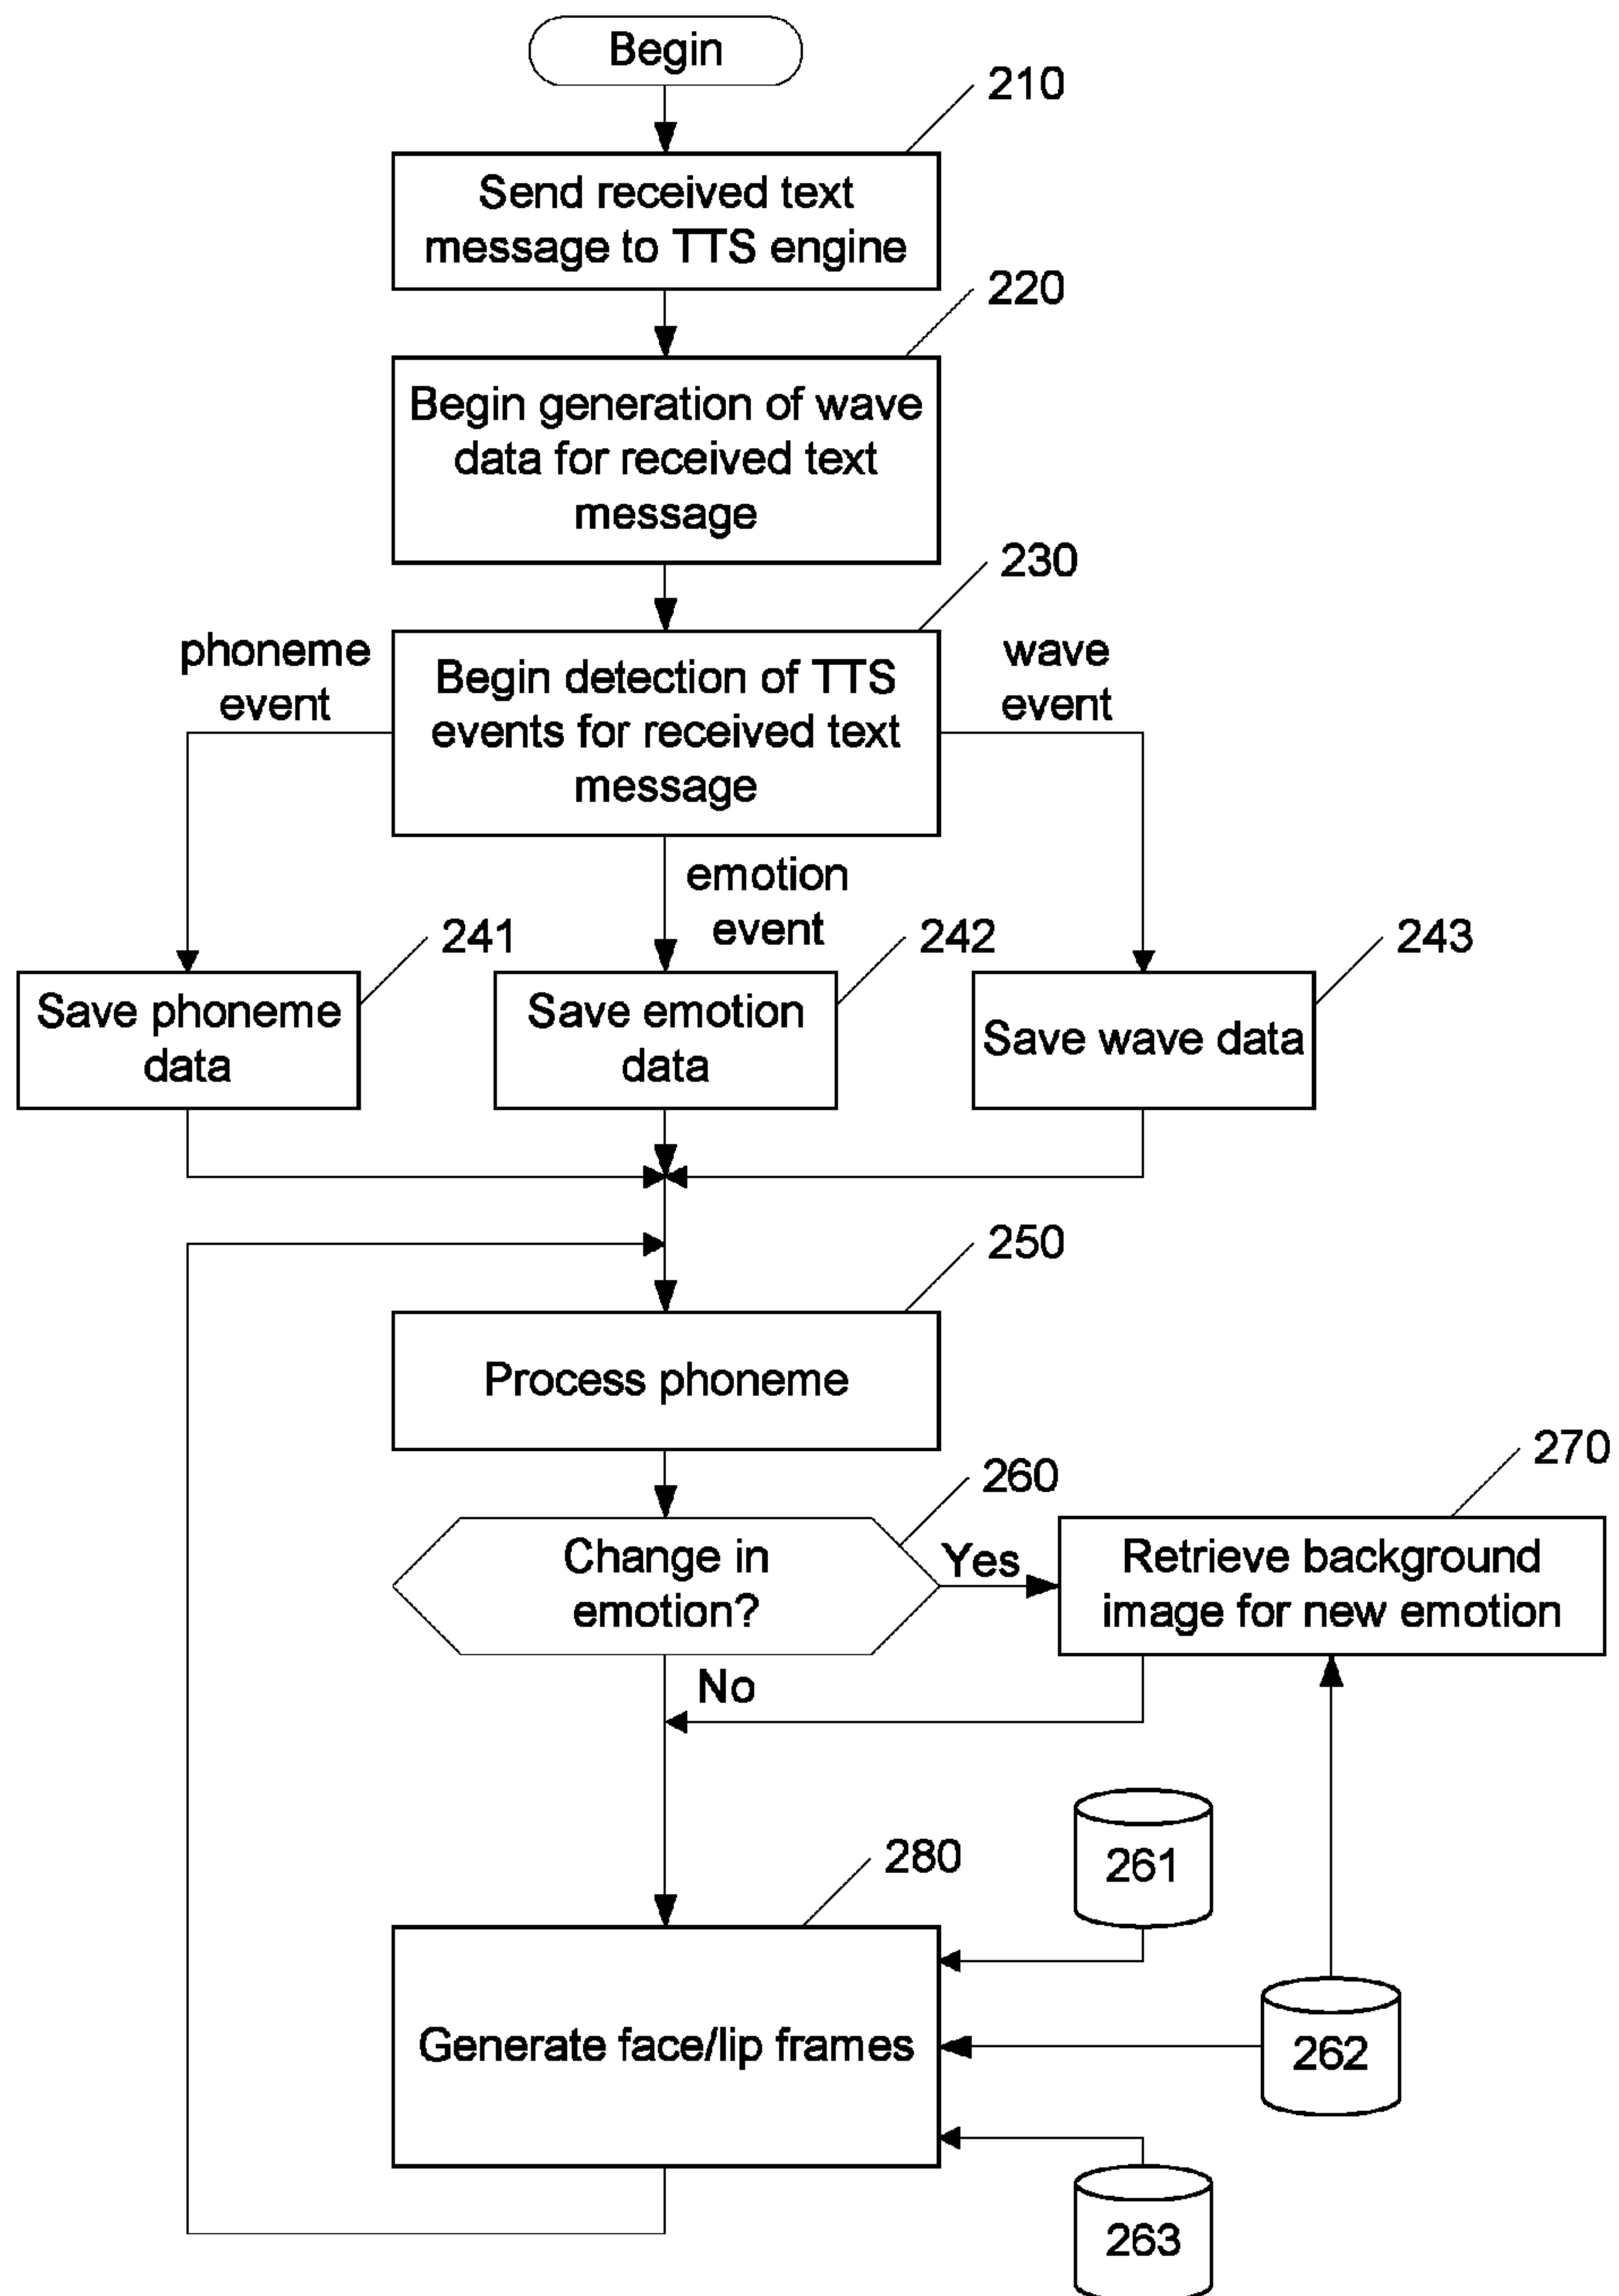 Begin
210
Send received text
message to TTS engine
220
Begin generation of wave
data for received text
message
230
phoneme
event
Begin detection of TTS
events for received text
message
wave
event
emotion
event
241
242
243
Save phoneme
data
Save emotion
data
Save wave data
250
Process phoneme
260
270
Change in
emotion?
Yes
Retrieve background
image for new emotion
No
261
280
Generate face/lip frames
262
263